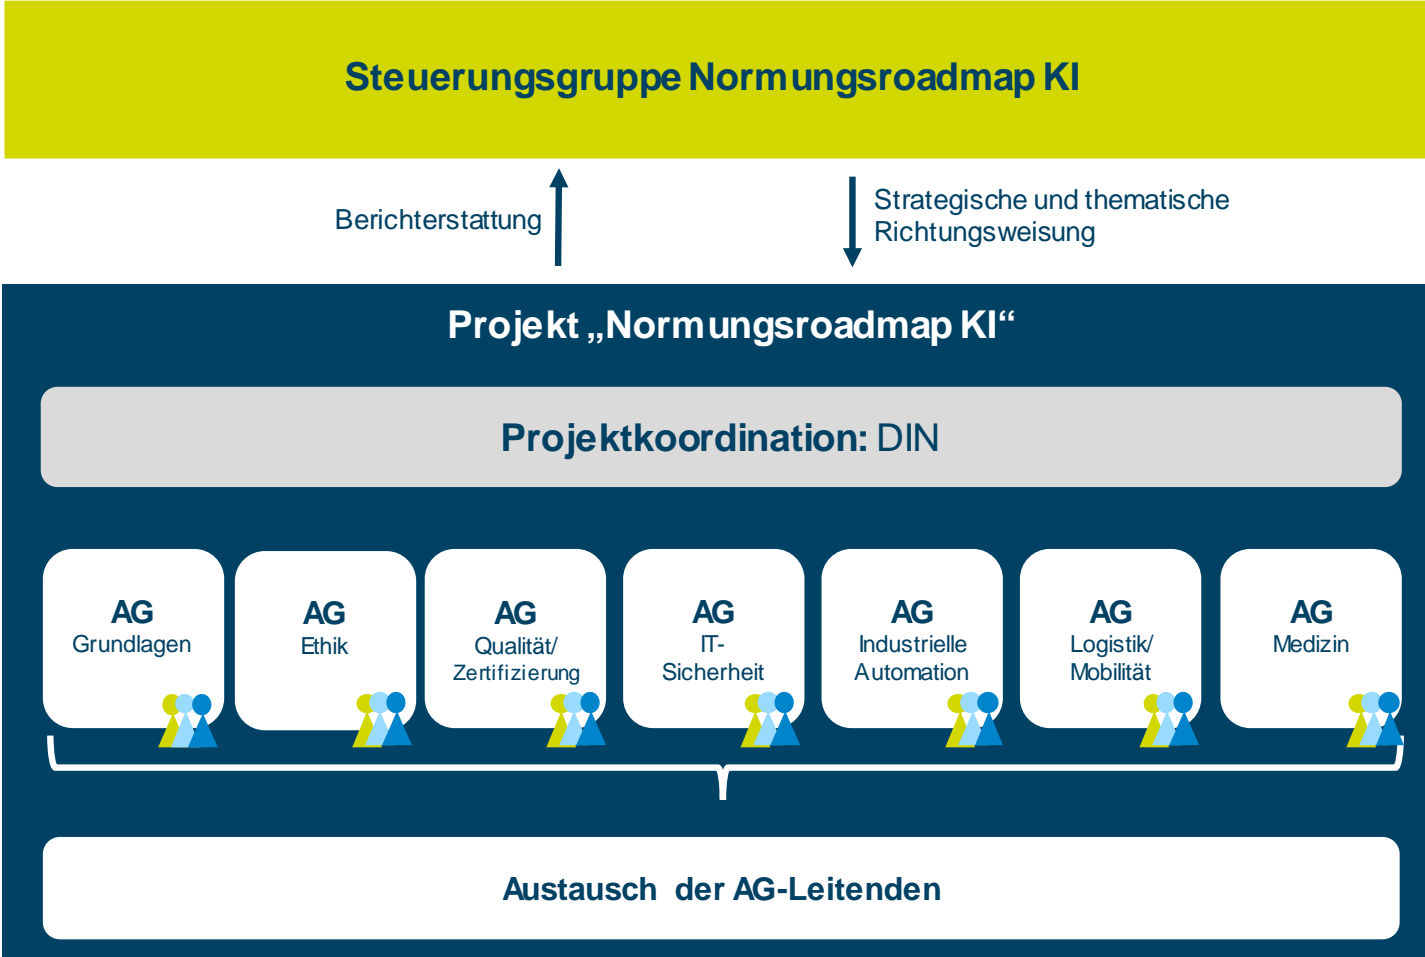 Steuerungsgruppe Normungsroadmap KI
Berichterstattung
Strategische und thematische
Richtungsweisung
Projekt „Normungsroadmap KI“
Projektkoordination: DIN
AG
Grundlagen
AG
Ethik
AG
Qualität/
Zertifizierung
AG
IT-
Sicherheit
AG
Industrielle
Automation
AG
Logistik/
Mobilität
AG
Medizin
Austausch der AG-Leitenden